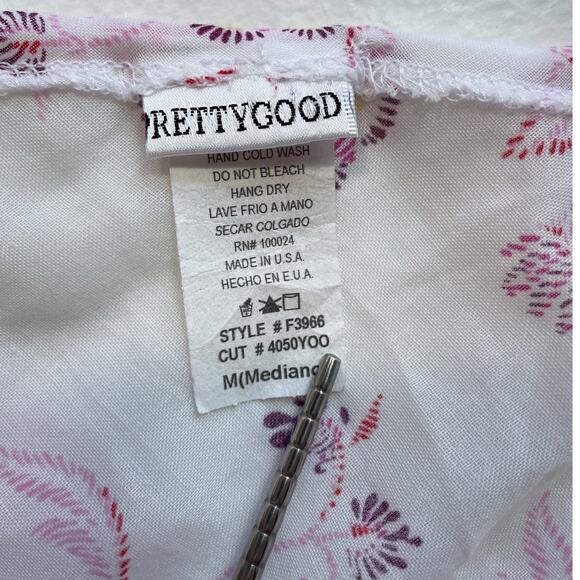 PRETTYGOOD
HAND COLD WASH
DO NOT BLEACH
HANG DRY
LAVE FRIO A MANO
SECAR COLGADO
RN# 100024
MADE IN U.S.A.
HECHO EN E.U.A.
STYLE # F3966
CUT # 4050YOO
M(Mediano